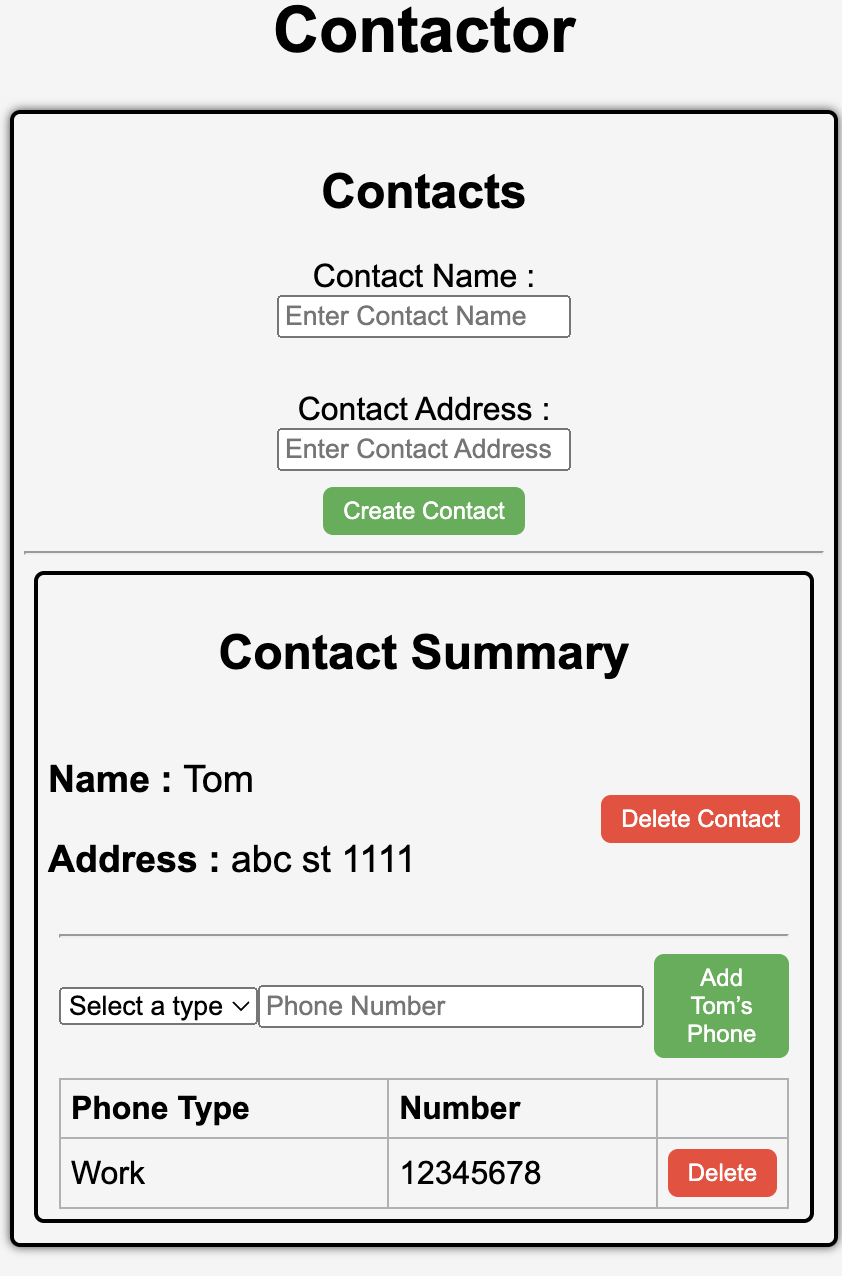 Contactor
Contacts
Contact Name :
Enter Contact Name
Contact Address :
Enter Contact Address
Create Contact
Contact Summary
Name : Tom
Delete Contact
Address : abc st 1111
Select a type Phone Number
Add
Tom’s
Phone
Phone Type Number
Work 12345678 Delete